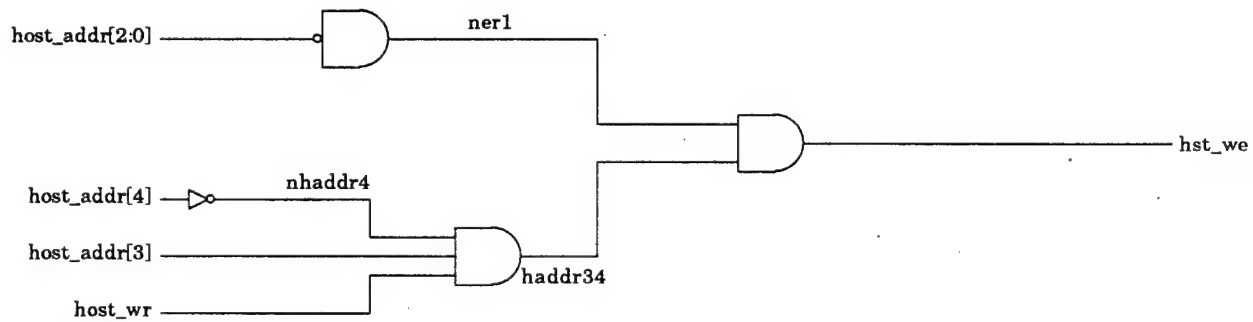 ner1
host_addr[2:0]
hst_we
nhaddr4
host_addr[4]
host_addr[3]
haddr34
host_wr